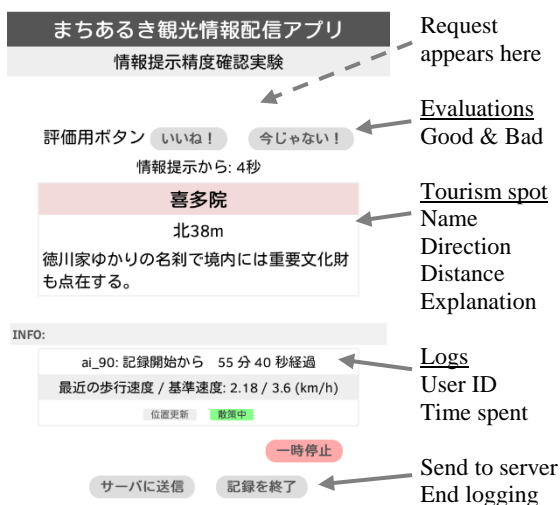 まちあるき観光情報配信アプリ
情報提示精度確認実験
Request
appears here
評価用ボタン いいね！ 今じゃない！
Evaluations
Good & Bad
情報提示から: 4秒
喜多院
北38m
徳川家ゆかりの名刹で境内には重要文化財
も点在する。
Tourism spot
Name
Direction
Distance
Explanation
INFO:
ai_90: 記録開始から 55 分 40 秒経過
最近の歩行速度 / 基準速度: 2.18 / 3.6 (km/h)
位置更新 散策中
Logs
User ID
Time spent
一時停止
サーバに送信 記録を終了
Send to server
End logging